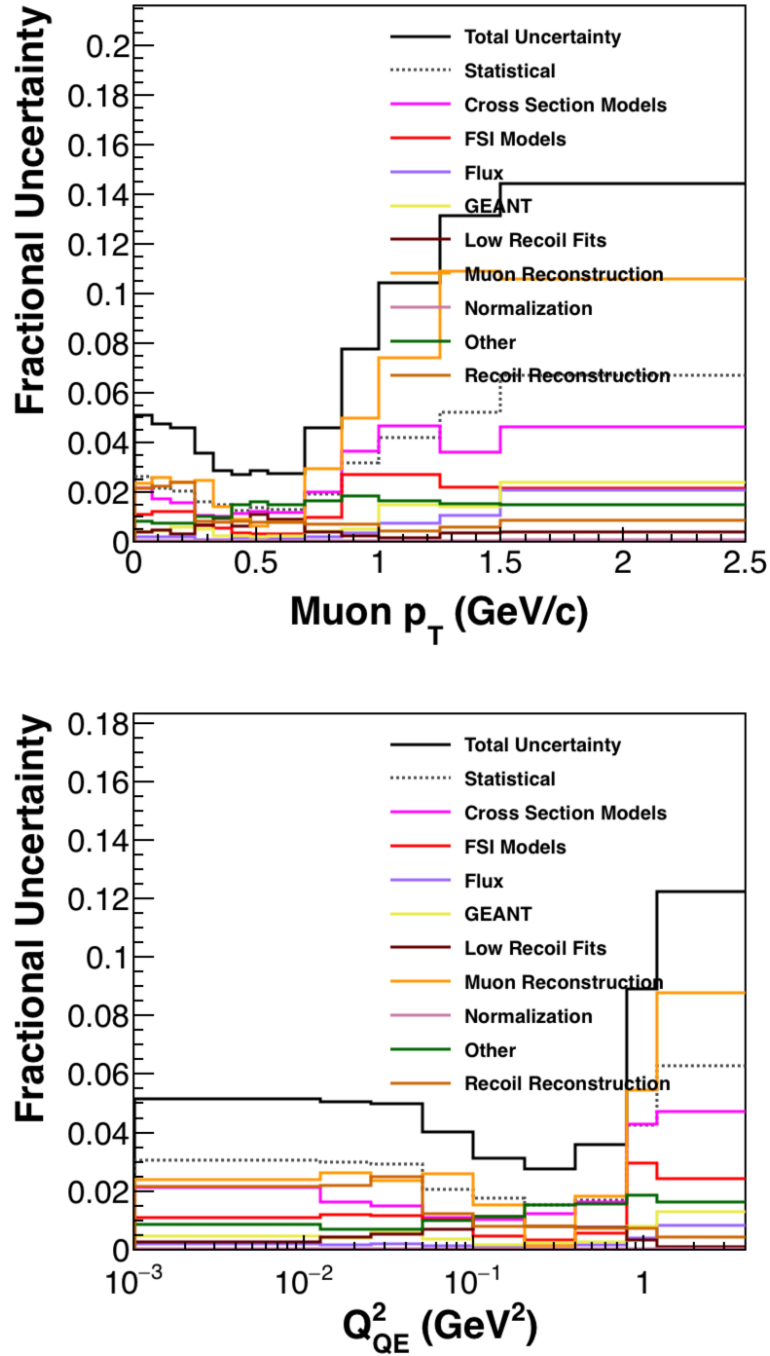 Fractional Uncertainty
0.2
0.18
0.16
0.14
0.12
0.1
0.08
0.06
0.04
0.02
0
Total Uncertainty
Statistical
Cross Section Models
FSI Models
Flux
GEANT
Low Recoil Fits
Muon Reconstruction
Normalization
Other
Recoil Reconstruction
0 0.5 1 1.5 2 2.5
Muon p_T (GeV/c)
Fractional Uncertainty
0.18
0.16
0.14
0.12
0.1
0.08
0.06
0.04
0.02
0
Total Uncertainty
Statistical
Cross Section Models
FSI Models
Flux
GEANT
Low Recoil Fits
Muon Reconstruction
Normalization
Other
Recoil Reconstruction
10⁻³ 10⁻² 10⁻¹ 1
Q²_QE (GeV²)